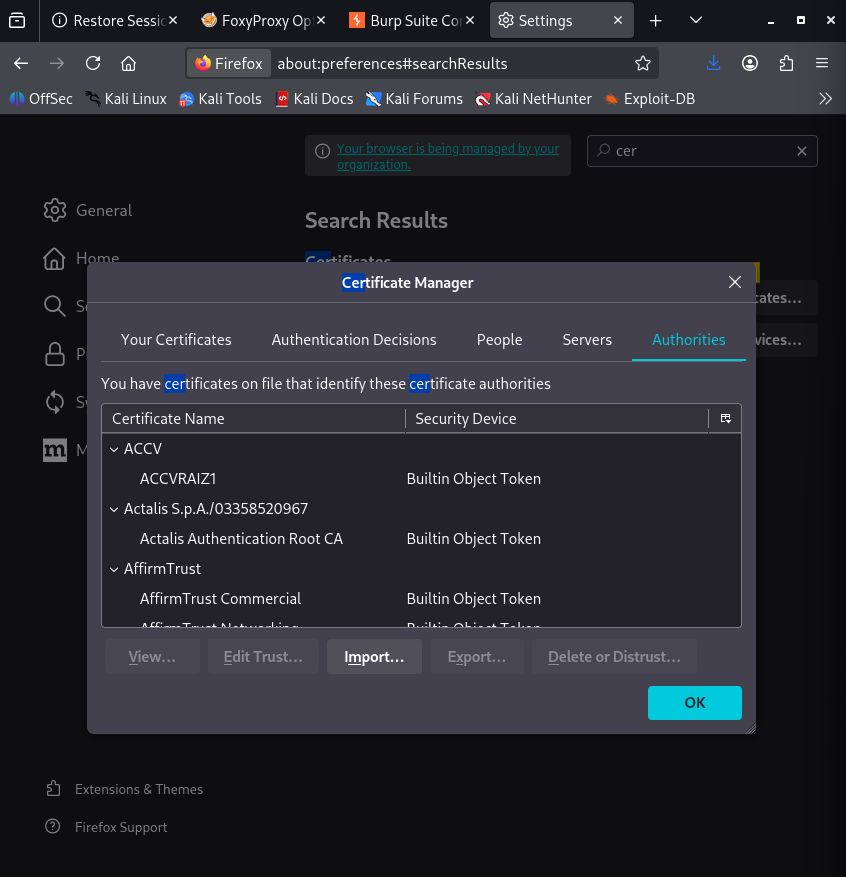 Restore Sessic
FoxyProxy Op
Burp Suite Co
Settings
Firefox
about:preferences#searchResults
OffSec
Kali Linux
Kali Tools
Kali Docs
Kali Forums
Kali NetHunter
Exploit-DB
Your browser is being managed by your
organization.
cer
General
Search Results
Home
Certificates
Certificate Manager
cates...
Your Certificates
Authentication Decisions
People
Servers
Authorities
vices...
You have certificates on file that identify these certificate authorities
Certificate Name
Security Device
ACCV
ACCVRAIZ1
Builtin Object Token
Actalis S.p.A./03358520967
Actalis Authentication Root CA
Builtin Object Token
AffirmTrust
AffirmTrust Commercial
Builtin Object Token
AffirmTrust Networking
Builtin Object Token
View...
Edit Trust...
Import...
Export...
Delete or Distrust...
OK
Extensions & Themes
Firefox Support